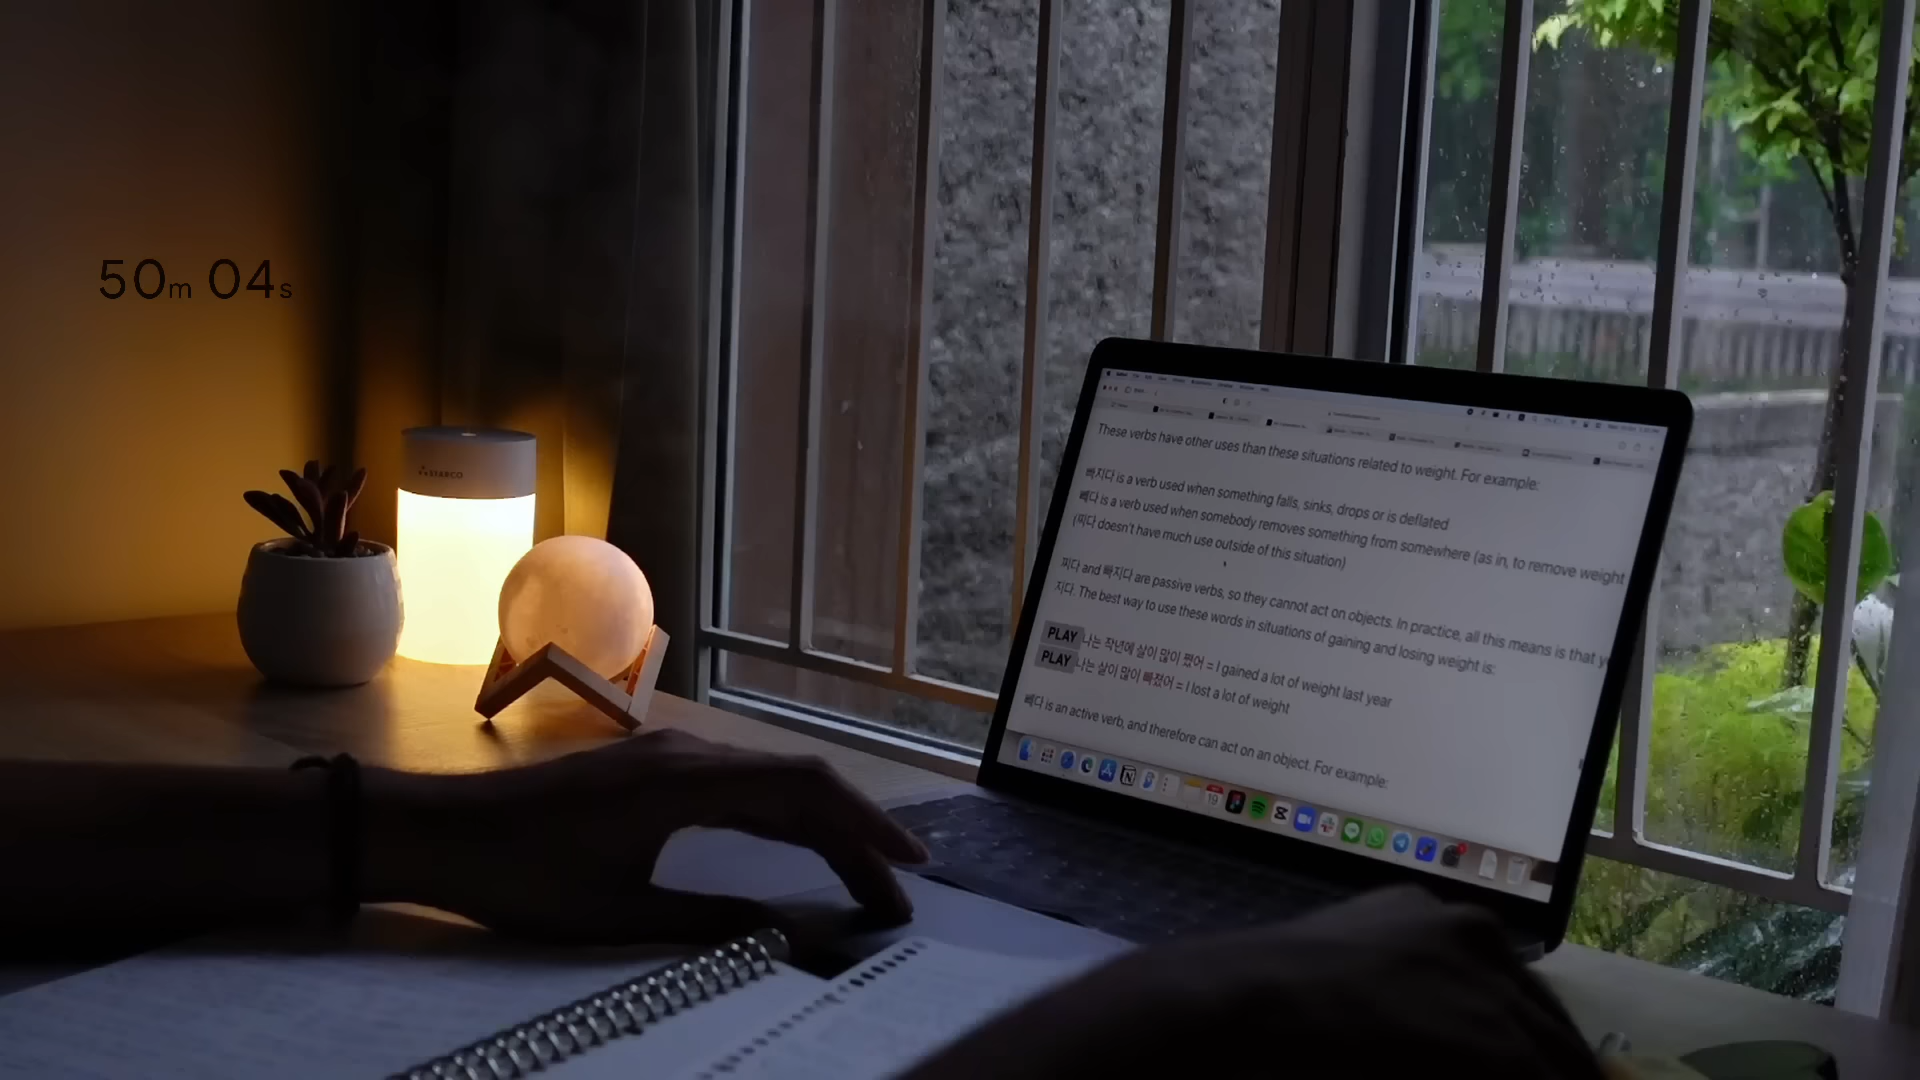 50m 04s
STARCO
These verbs have other uses than these situations related to weight. For example:
빠지다 is a verb used when something falls, sinks, drops or is deflated
빼다 is a verb used when somebody removes something from somewhere (as in, to remove weight
(찌다 doesn't have much use outside of this situation)
찌다 and 빠지다 are passive verbs, so they cannot act on objects. In practice, all this means is that y
지다. The best way to use these words in situations of gaining and losing weight is:
PLAY 나는 작년에 살이 많이 쪘어 = I gained a lot of weight last year
PLAY 나는 살이 많이 빠졌어 = I lost a lot of weight
빼다 is an active verb, and therefore can act on an object. For example:
19